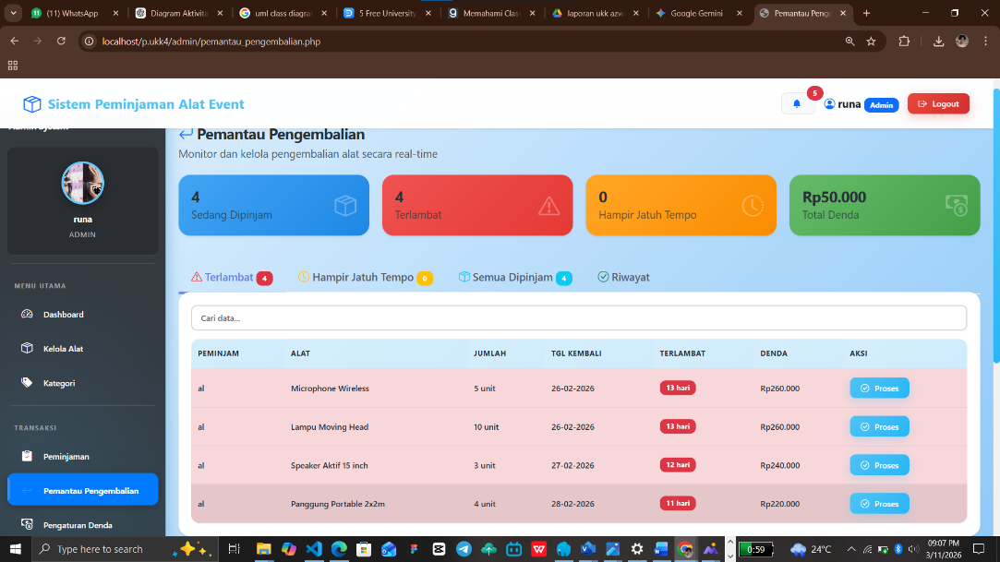 (11) WhatsApp
Diagram Aktivita
uml class diagra
5 Free University
Memahami Class
laporan ukk azw
Google Gemini
Pemantau Penge
localhost/p.ukk4/admin/pemantau_pengembalian.php
Sistem Peminjaman Alat Event
5
runa Admin
Logout
runa
ADMIN
MENU UTAMA
Dashboard
Kelola Alat
Kategori
TRANSAKSI
Peminjaman
Pemantau Pengembalian
Pengaturan Denda
Pemantau Pengembalian
Monitor dan kelola pengembalian alat secara real-time
4
Sedang Dipinjam
4
Terlambat
0
Hampir Jatuh Tempo
Rp50.000
Total Denda
Terlambat 4
Hampir Jatuh Tempo 0
Semua Dipinjam 4
Riwayat
Cari data...
PEMINJAM ALAT JUMLAH TGL KEMBALI TERLAMBAT DENDA AKSI
al Microphone Wireless 5 unit 26-02-2026 13 hari Rp260.000 Proses
al Lampu Moving Head 10 unit 26-02-2026 13 hari Rp260.000 Proses
al Speaker Aktif 15 inch 3 unit 27-02-2026 12 hari Rp240.000 Proses
al Panggung Portable 2x2m 4 unit 28-02-2026 11 hari Rp220.000 Proses
Type here to search
0:59
24°C
09:07 PM
3/11/2026